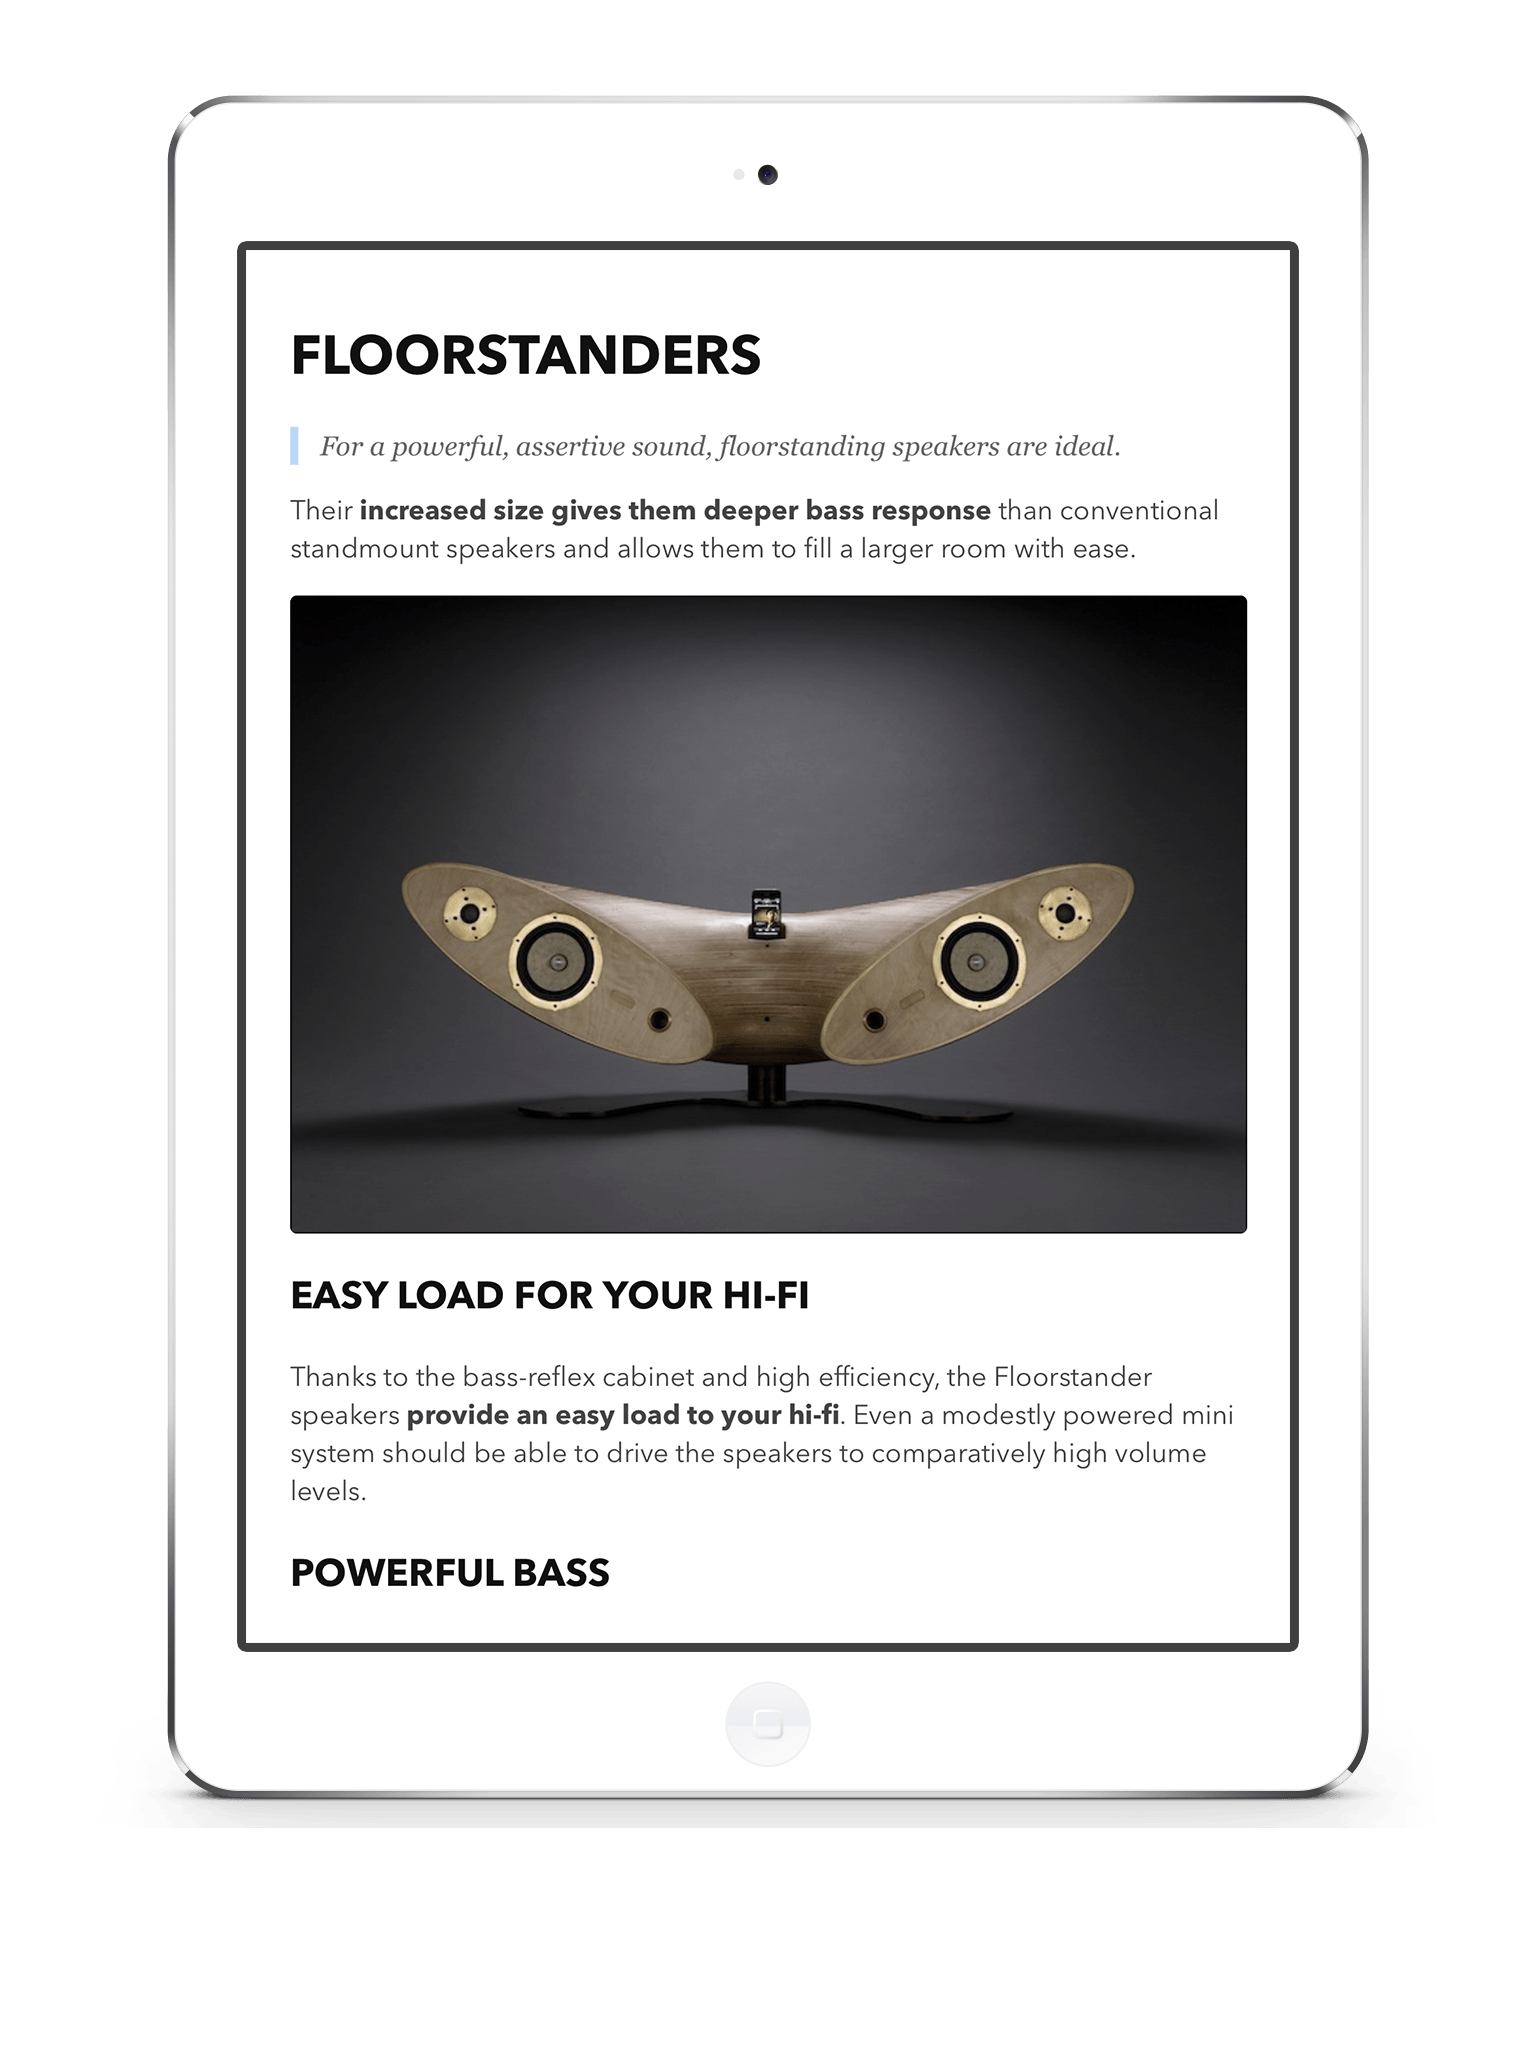 FLOORSTANDERS
For a powerful, assertive sound, floorstanding speakers are ideal.
Their increased size gives them deeper bass response than conventional
standmount speakers and allows them to fill a larger room with ease.
EASY LOAD FOR YOUR HI-FI
Thanks to the bass-reflex cabinet and high efficiency, the Floorstander
speakers provide an easy load to your hi-fi. Even a modestly powered mini
system should be able to drive the speakers to comparatively high volume
levels.
POWERFUL BASS